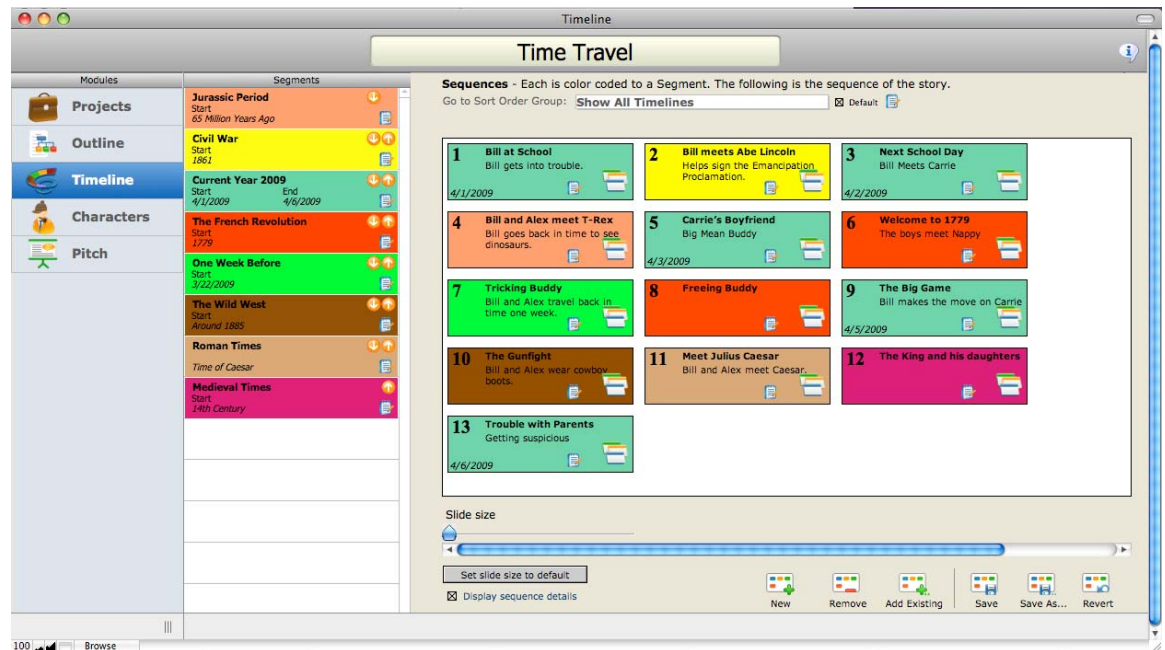 Timeline
Time Travel
Modules
Projects
Outline
Timeline
Characters
Pitch
Segments
Jurassic Period
Start
65 Million Years Ago
Civil War
Start
1861
Current Year 2009
Start End
4/1/2009 4/6/2009
The French Revolution
Start
1779
One Week Before
Start
3/22/2009
The Wild West
Start
Around 1885
Roman Times
Time of Caesar
Medieval Times
Start
14th Century
Sequences - Each is color coded to a Segment. The following is the sequence of the story.
Go to Sort Order Group: Show All Timelines Default
1 Bill at School
Bill gets into trouble.
4/1/2009
2 Bill meets Abe Lincoln
Helps sign the Emancipation
Proclamation.
3 Next School Day
Bill Meets Carrie
4/2/2009
4 Bill and Alex meet T-Rex
Bill goes back in time to see
dinosaurs.
5 Carrie's Boyfriend
Big Mean Buddy
4/3/2009
6 Welcome to 1779
The boys meet Nappy
7 Tricking Buddy
Bill and Alex travel back in
time one week.
8 Freeing Buddy
9 The Big Game
Bill makes the move on Carrie
4/5/2009
10 The Gunfight
Bill and Alex wear cowboy
boots.
11 Meet Julius Caesar
Bill and Alex meet Caesar.
12 The King and his daughters
13 Trouble with Parents
Getting suspicious
4/6/2009
Slide size
Set slide size to default
Display sequence details
New
Remove
Add Existing
Save
Save As...
Revert
100
Browse